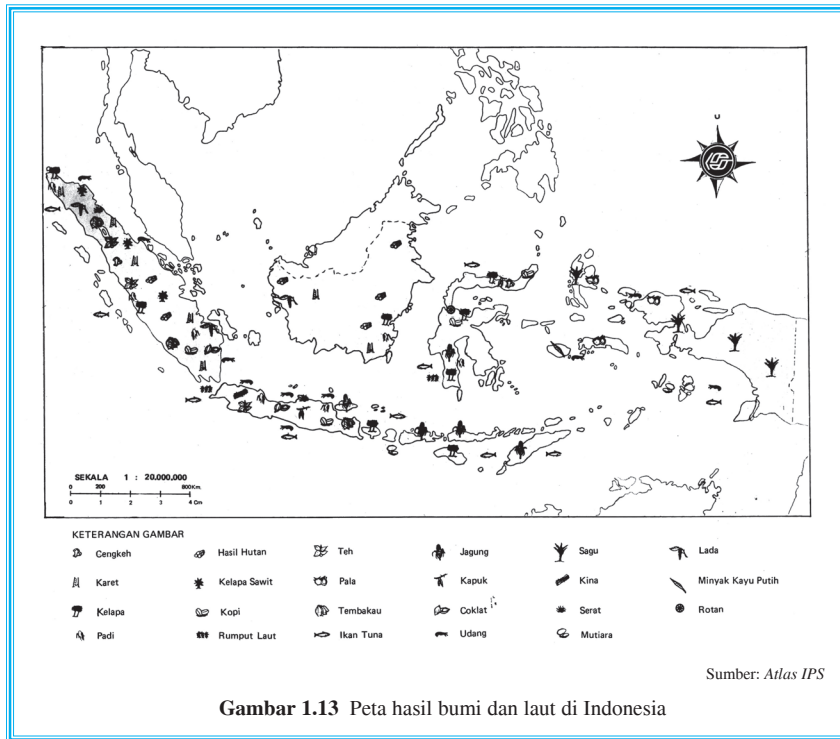 U
SEKALA 1 : 20,000,000
0 200 800Km.
0 1 2 3 4 Cm
KETERANGAN GAMBAR
Cengkeh Hasil Hutan Teh Jagung Sagu Lada
Karet Kelapa Sawit Pala Kapuk Kina Minyak Kayu Putih
Kelapa Kopi Tembakau Coklat Serat Rotan
Padi Rumput Laut Ikan Tuna Udang Mutiara
Sumber: Atlas IPS
Gambar 1.13 Peta hasil bumi dan laut di Indonesia